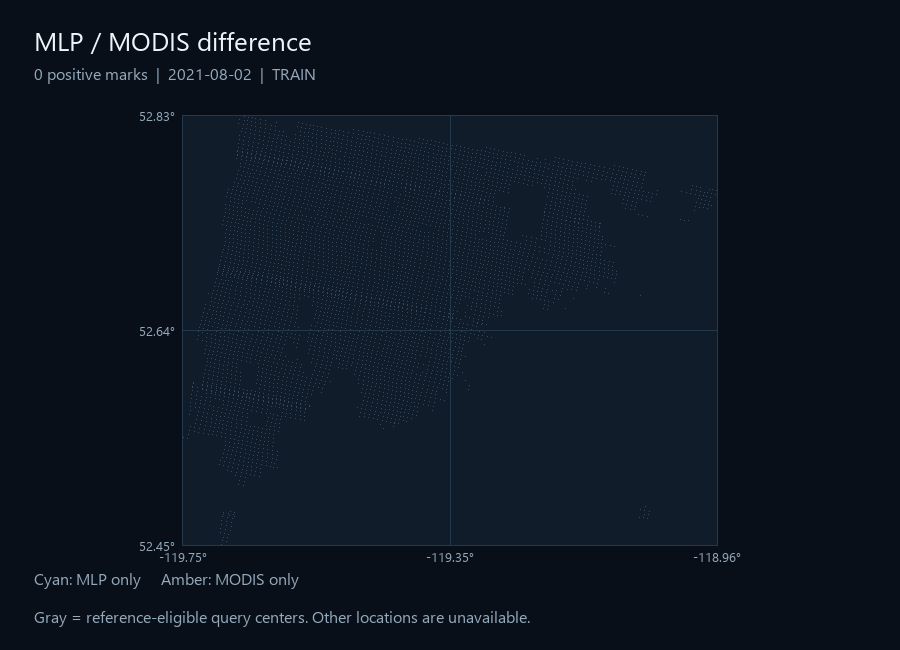 MLP / MODIS difference
0 positive marks | 2021-08-02 | TRAIN
52.83°
52.64°
52.45°
-119.75° -119.35° -118.96°
Cyan: MLP only Amber: MODIS only
Gray = reference-eligible query centers. Other locations are unavailable.